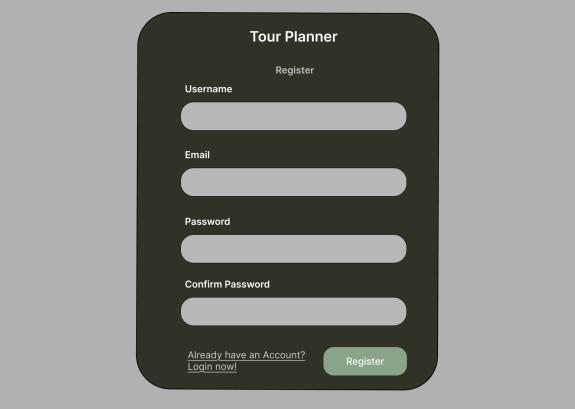 Tour Planner
Register
Username
Email
Password
Confirm Password
Already have an Account?
Login now!
Register